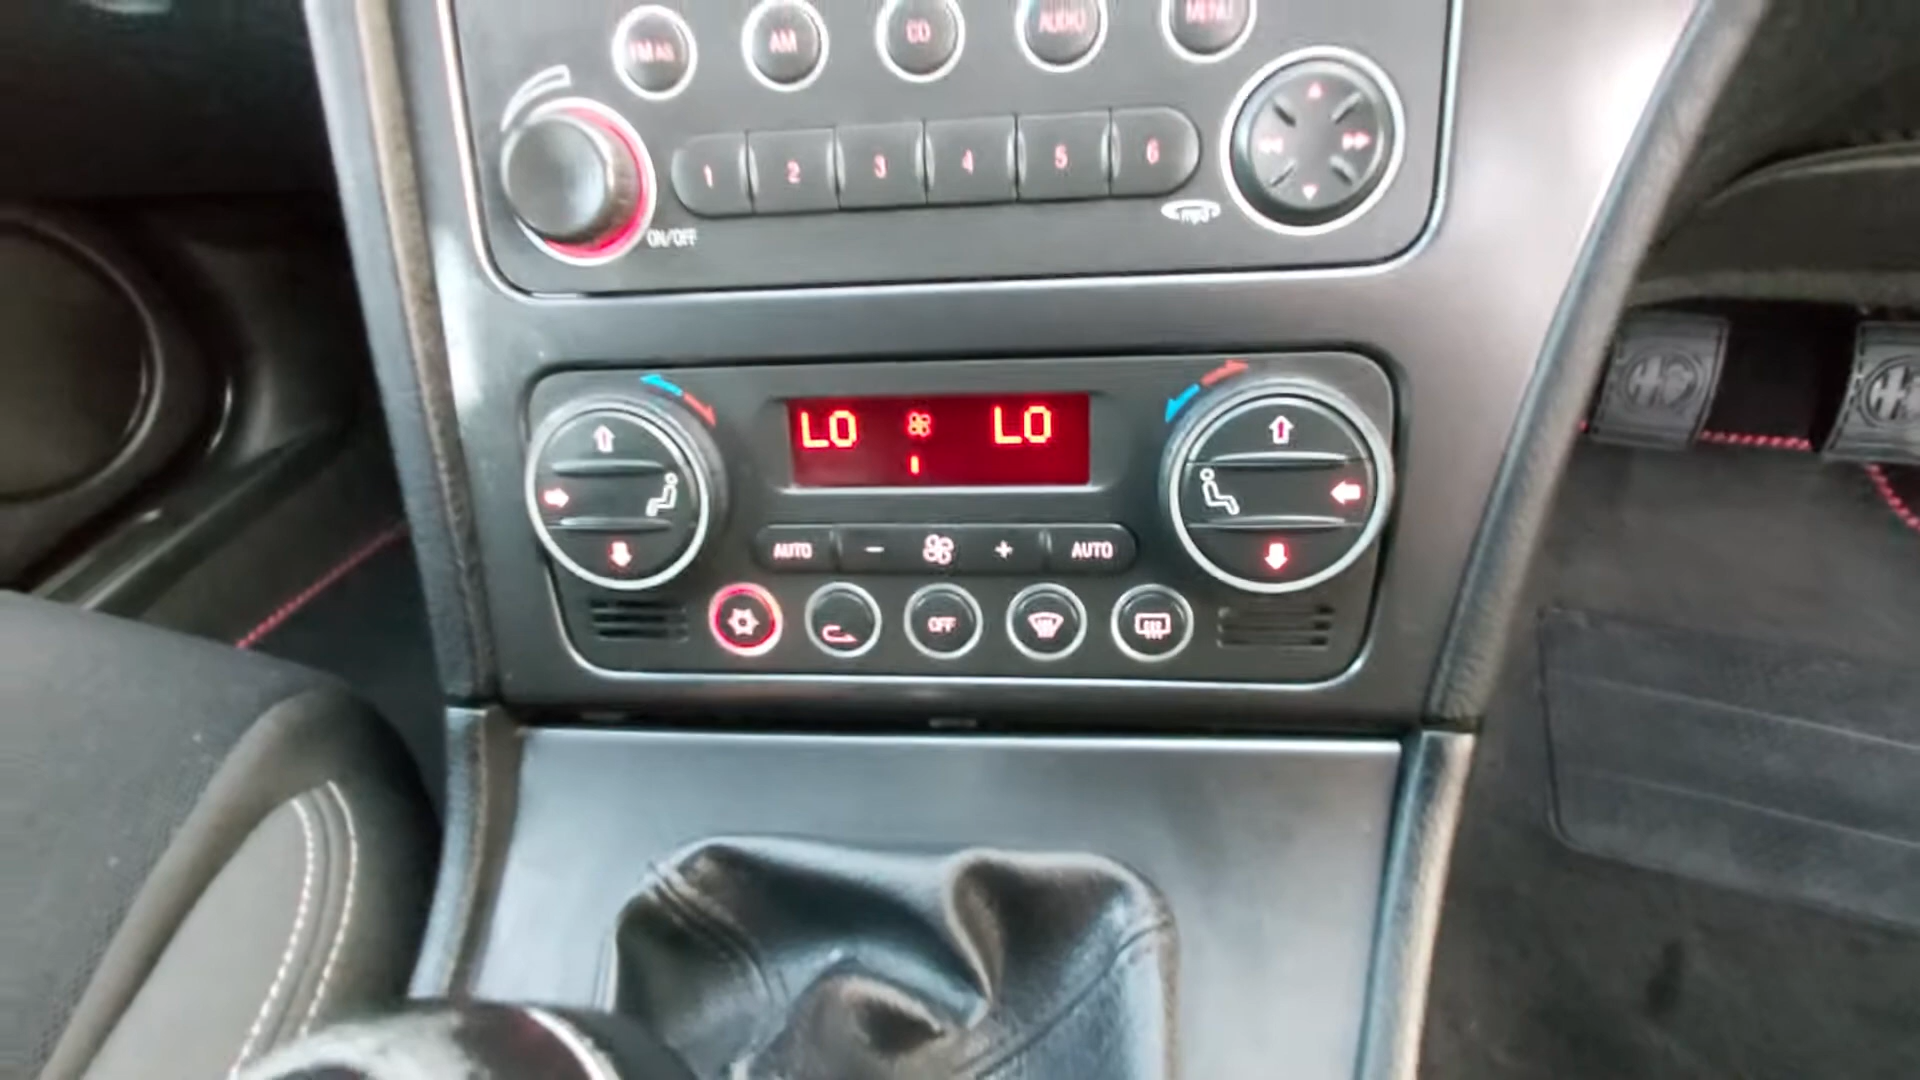 FM AS AM CD AUDIO MENU
1 2 3 4 5 6
mp3
ON/OFF
LO LO
AUTO - + AUTO
OFF